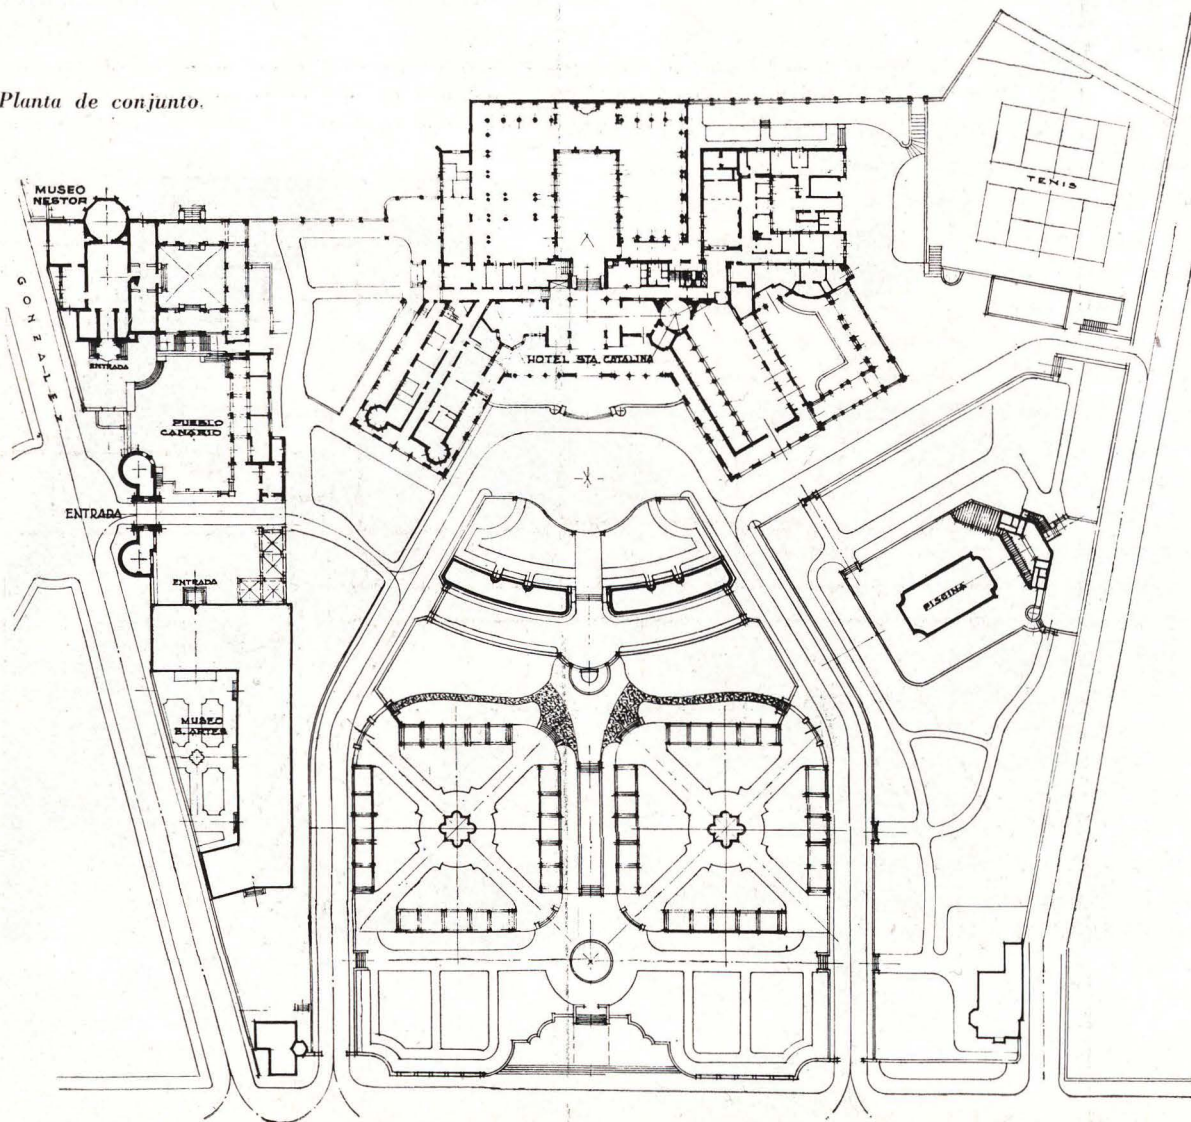 Planta de conjunto.
MUSEO
NESTOR
TENIS
GONZALEZ
ENTRADA
HOTEL STA. CATALINA
PUEBLO
CANARIO
ENTRADA
ENTRADA
PISCINA
MUSEO
B. ARTES